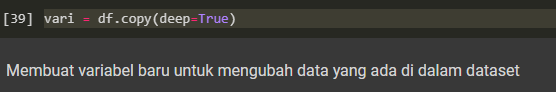 [39] vari = df.copy(deep=True)
Membuat variabel baru untuk mengubah data yang ada di dalam dataset